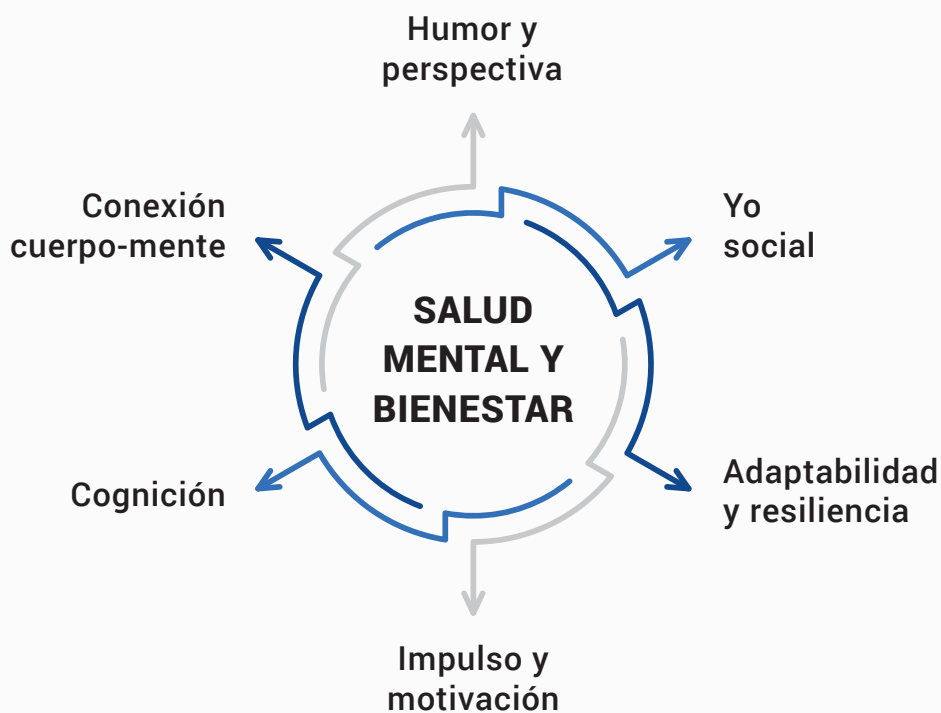 Humor y
perspectiva
Conexión
cuerpo-mente
Yo
social
SALUD
MENTAL Y
BIENESTAR
Cognición
Adaptabilidad
y resiliencia
Impulso y
motivación